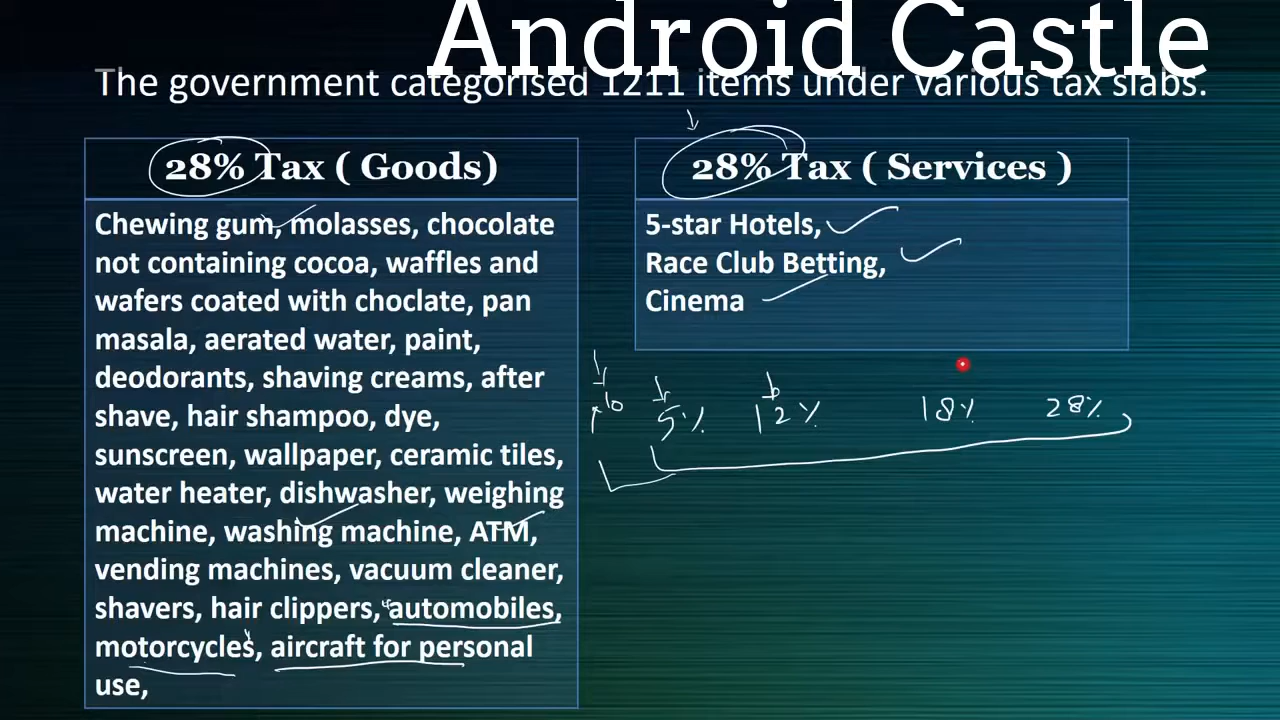 Android Castle
The government categorised 1211 items under various tax slabs.
28% Tax ( Goods)
Chewing gum, molasses, chocolate
not containing cocoa, waffles and
wafers coated with choclate, pan
masala, aerated water, paint,
deodorants, shaving creams, after
shave, hair shampoo, dye,
sunscreen, wallpaper, ceramic tiles,
water heater, dishwasher, weighing
machine, washing machine, ATM,
vending machines, vacuum cleaner,
shavers, hair clippers, automobiles,
motorcycles, aircraft for personal
use,
28% Tax ( Services )
5-star Hotels,
Race Club Betting,
Cinema
5% 12% 18% 28%